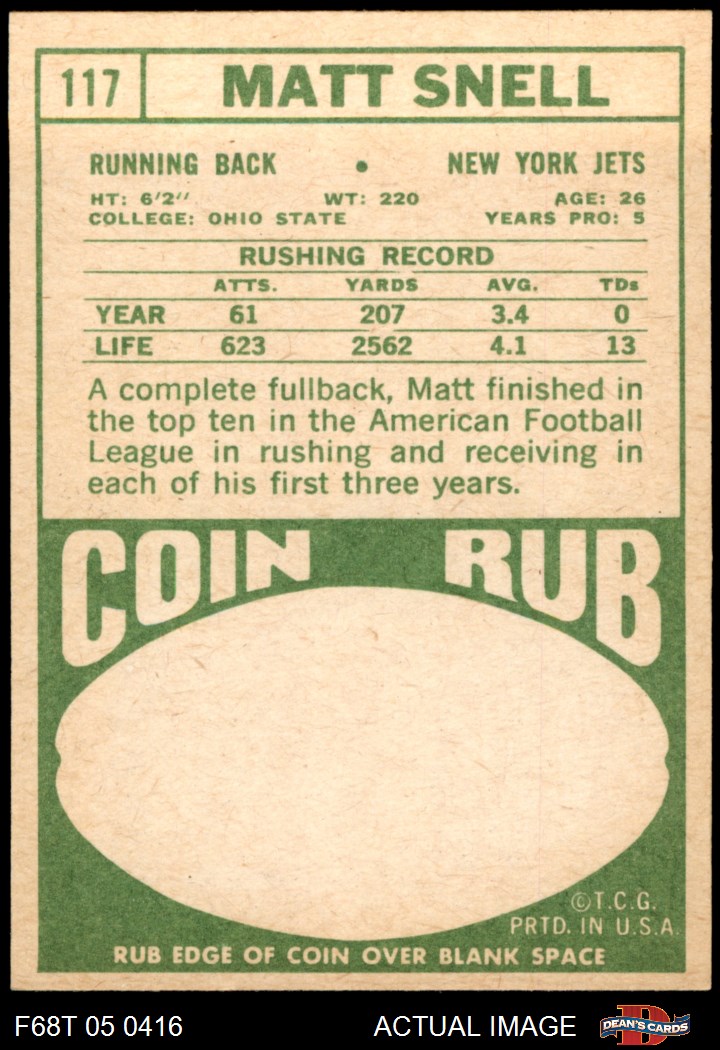 117 MATT SNELL
RUNNING BACK • NEW YORK JETS
HT: 6'2" WT: 220 AGE: 26
COLLEGE: OHIO STATE YEARS PRO: 5
RUSHING RECORD
ATTS. YARDS AVG. TDs
YEAR 61 207 3.4 0
LIFE 623 2562 4.1 13
A complete fullback, Matt finished in
the top ten in the American Football
League in rushing and receiving in
each of his first three years.
COIN RUB
©T.C.G.
PRTD. IN U.S.A.
RUB EDGE OF COIN OVER BLANK SPACE
F68T 05 0416 ACTUAL IMAGE D DEAN'S CARDS